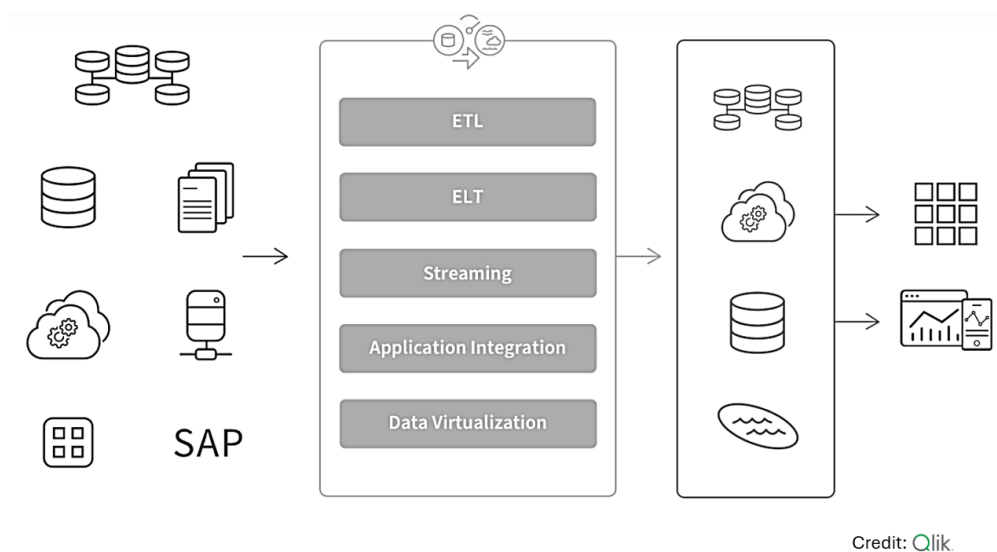 ETL
ELT
Streaming
Application Integration
Data Virtualization
SAP
Credit: Qlik